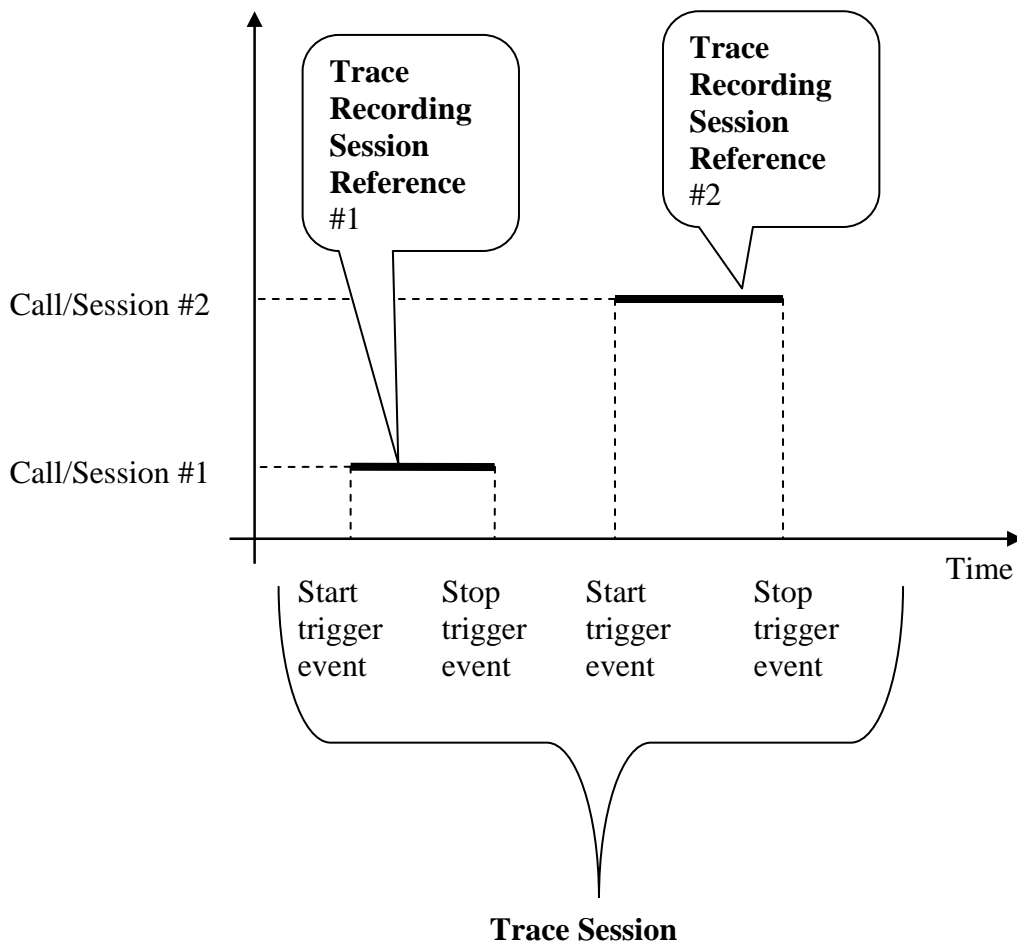 Trace
Recording
Session
Reference
#1
Trace
Recording
Session
Reference
#2
Call/Session #2
Call/Session #1
Time
Start
trigger
event
Stop
trigger
event
Start
trigger
event
Stop
trigger
event
Trace Session